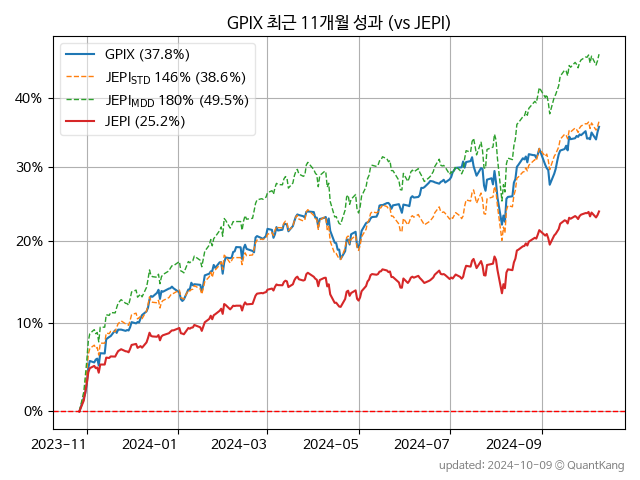 GPIX 최근 11개월 성과 (vs JEPI)
GPIX (37.8%)
JEPI_STD 146% (38.6%)
JEPI_MDD 180% (49.5%)
JEPI (25.2%)
40%
30%
20%
10%
0%
2023-11 2024-01 2024-03 2024-05 2024-07 2024-09
updated: 2024-10-09 © QuantKang